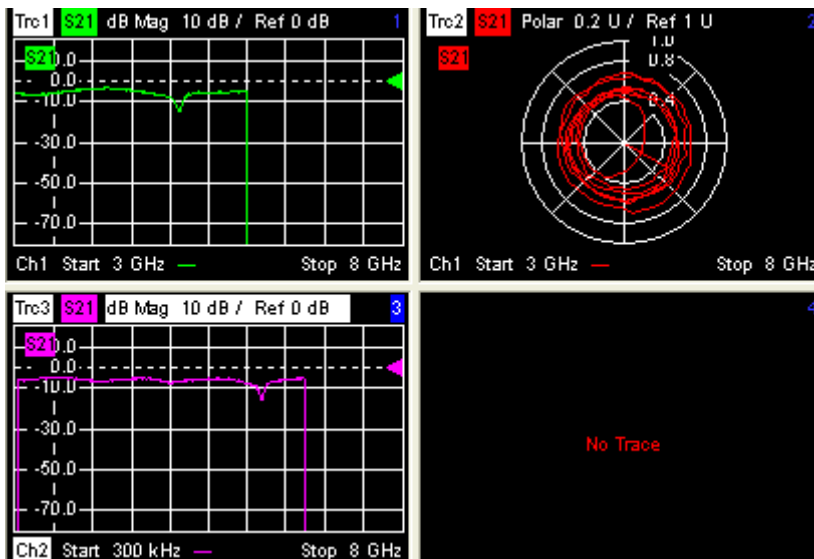 Trc1 S21 dB Mag 10 dB / Ref 0 dB 1
S21
0.0
-10.0
-30.0
-50.0
-70.0
Ch1 Start 3 GHz — Stop 8 GHz
Trc2 S21 Polar 0.2 U / Ref 1 U 2
S21
1.0
0.8
0.4
Ch1 Start 3 GHz — Stop 8 GHz
Trc3 S21 dB Mag 10 dB / Ref 0 dB 3
S21
0.0
-10.0
-30.0
-50.0
-70.0
Ch2 Start 300 kHz — Stop 8 GHz
4
No Trace